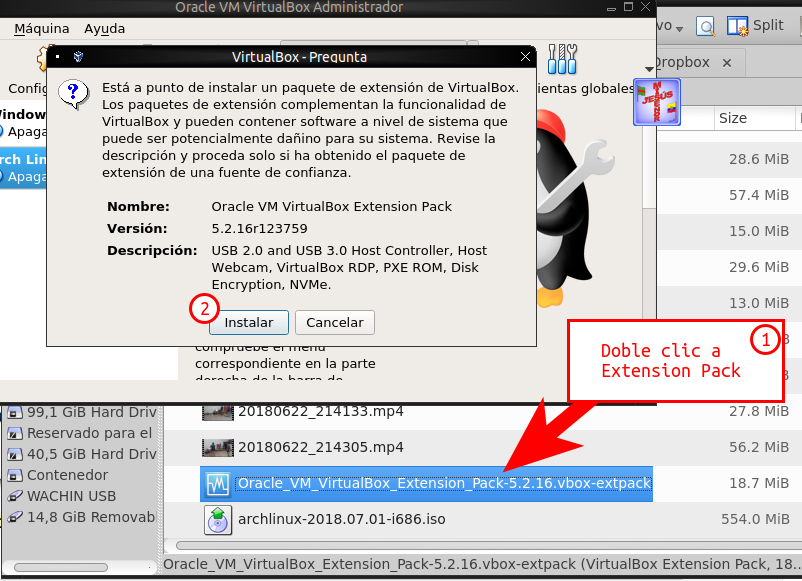 Oracle VM VirtualBox Administrador
Máquina Ayuda
Split
VirtualBox - Pregunta
Dropbox
Está a punto de instalar un paquete de extensión de VirtualBox.
Los paquetes de extensión complementan la funcionalidad de
VirtualBox y pueden contener software a nivel de sistema que
puede ser potencialmente dañino para su sistema. Revise la
descripción y proceda solo si ha obtenido el paquete de
extensión de una fuente de confianza.
Nombre: Oracle VM VirtualBox Extension Pack
Versión: 5.2.16r123759
Descripción: USB 2.0 and USB 3.0 Host Controller, Host
Webcam, VirtualBox RDP, PXE ROM, Disk
Encryption, NVMe.
2
Instalar Cancelar
Config
ientas globales
Window
Apaga
rch Lin
Apaga
JESÚS
Size
28.6 MiB
57.4 MiB
15.0 MiB
29.6 MiB
13.0 MiB
1
Doble clic a
Extension Pack
compruebe el menú
correspondiente en la parte
derecha de la barra de
99,1 GiB Hard Driv
Reservado para el
40,5 GiB Hard Driv
Contenedor
WACHIN USB
14,8 GiB Removab
20180622_214133.mp4 27.8 MiB
20180622_214305.mp4 56.2 MiB
Oracle_VM_VirtualBox_Extension_Pack-5.2.16.vbox-extpack 18.7 MiB
archlinux-2018.07.01-i686.iso 554.0 MiB
Oracle_VM_VirtualBox_Extension_Pack-5.2.16.vbox-extpack (VirtualBox Extension Pack, 18...